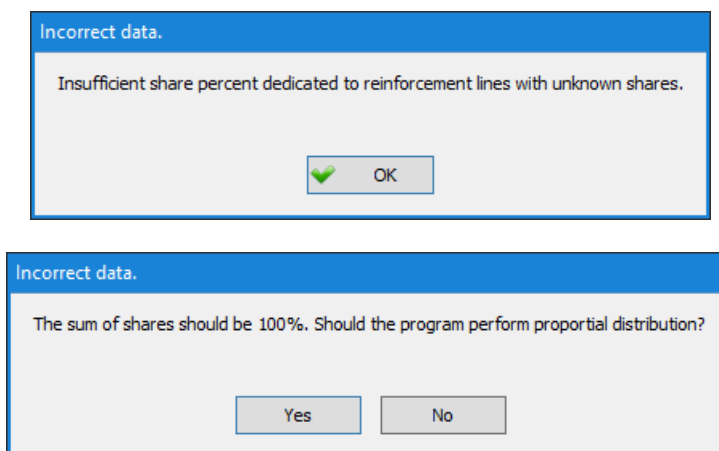 Incorrect data.
Insufficient share percent dedicated to reinforcement lines with unknown shares.
OK
Incorrect data.
The sum of shares should be 100%. Should the program perform proportial distribution?
Yes No